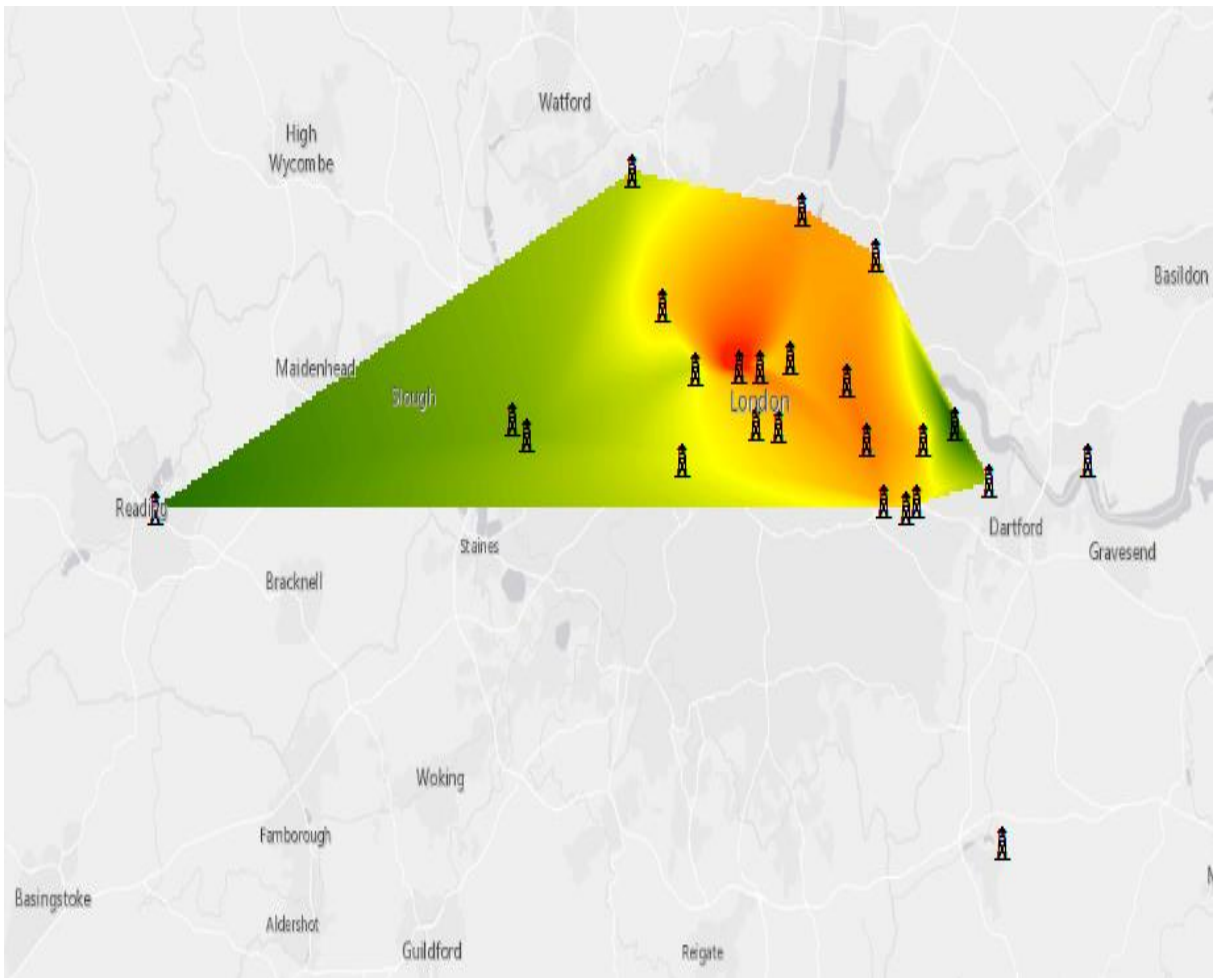 Watford
High
Wycombe
Basildon
Maidenhead
Slough
London
Reading
Dartford
Staines
Gravesend
Bracknell
Woking
Farnborough
Basingstoke
Aldershot
Guildford
Reigate